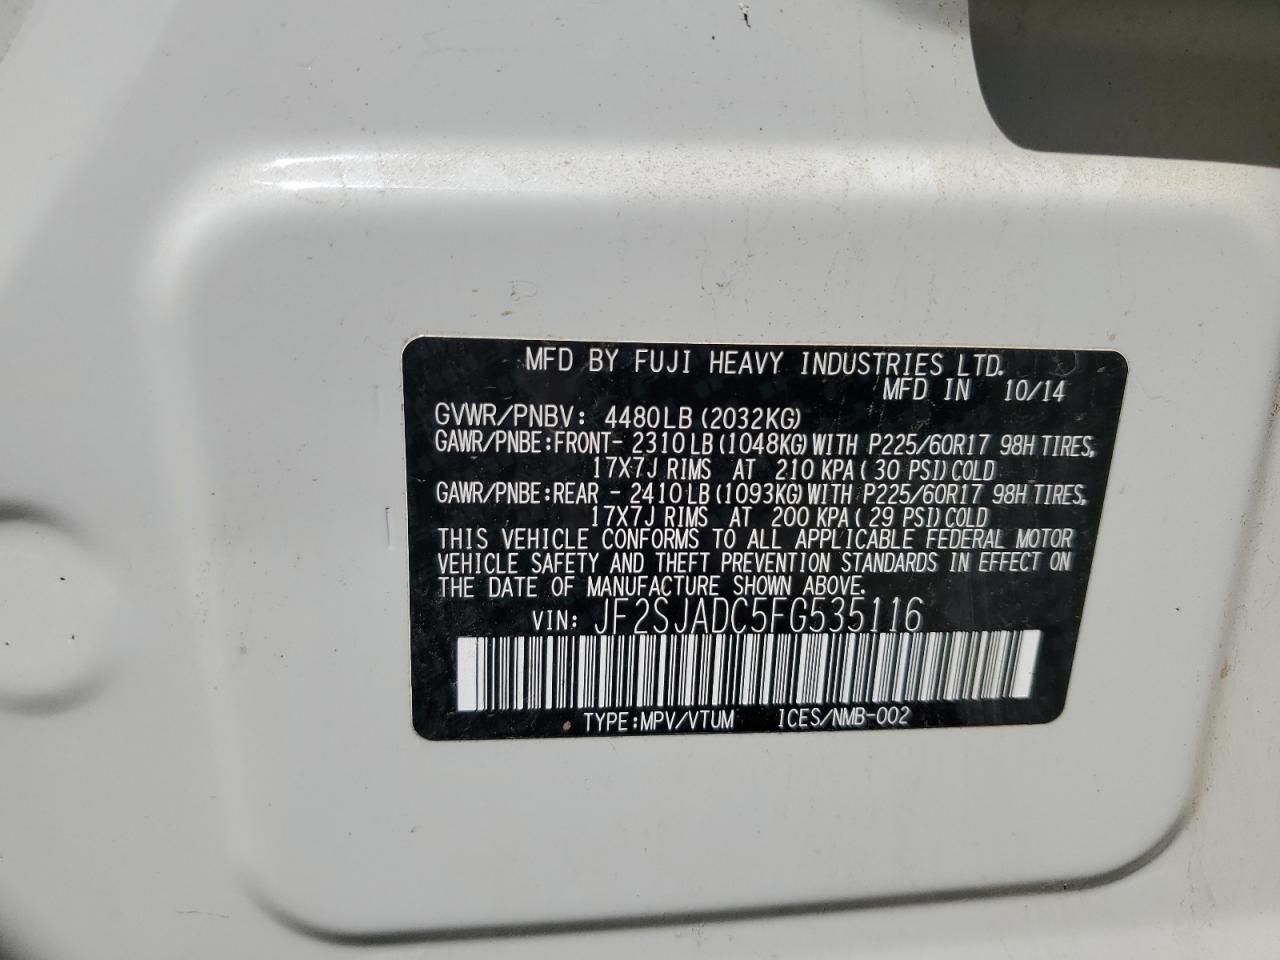 MFD BY FUJI HEAVY INDUSTRIES LTD.
MFD IN 10/14
GVWR/PNBV: 4480LB(2032KG)
GAWR/PNBE:FRONT- 2310LB(1048KG)WITH P225/60R17 98H TIRES,
17X7J RIMS AT 210 KPA(30 PSI)COLD
GAWR/PNBE:REAR - 2410LB(1093KG)WITH P225/60R17 98H TIRES,
17X7J RIMS AT 200 KPA(29 PSI)COLD
THIS VEHICLE CONFORMS TO ALL APPLICABLE FEDERAL MOTOR
VEHICLE SAFETY AND THEFT PREVENTION STANDARDS IN EFFECT ON
THE DATE OF MANUFACTURE SHOWN ABOVE.
VIN: JF2SJADC5FG535116
TYPE:MPV/VTUM ICES/NMB-002